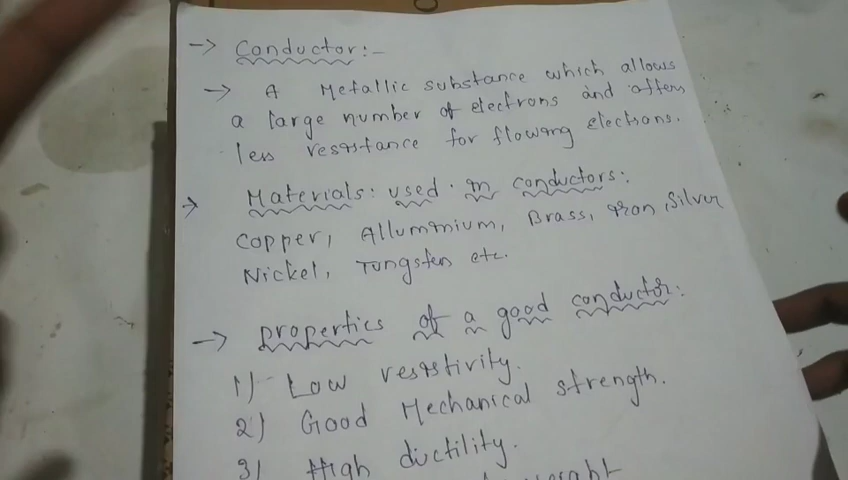 → Conductor:-
→ A Metallic substance which allows
a large number of electrons and offers
less resistance for flowing electrons.
→ Materials: used in conductors:
Copper, Alluminium, Brass, Iron, Silver
Nickel, Tungsten etc.
→ properties of a good conductor:
1) Low resistivity.
2) Good Mechanical strength.
3) High ductility.